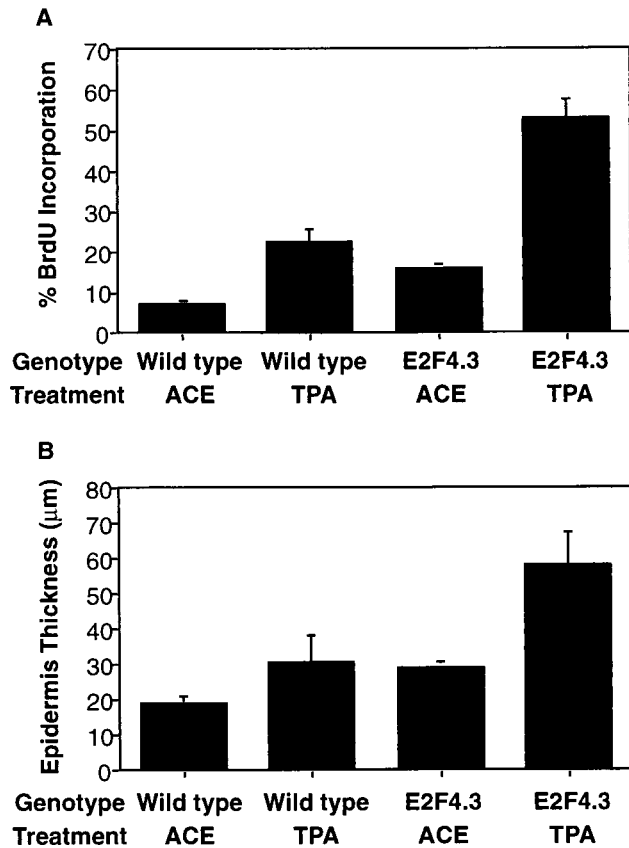 A
70
60
50
40
30
20
10
0
% BrdU Incorporation
Genotype Wild type Wild type E2F4.3 E2F4.3
Treatment ACE TPA ACE TPA
B
80
70
60
50
40
30
20
10
0
Epidermis Thickness (μm)
Genotype Wild type Wild type E2F4.3 E2F4.3
Treatment ACE TPA ACE TPA